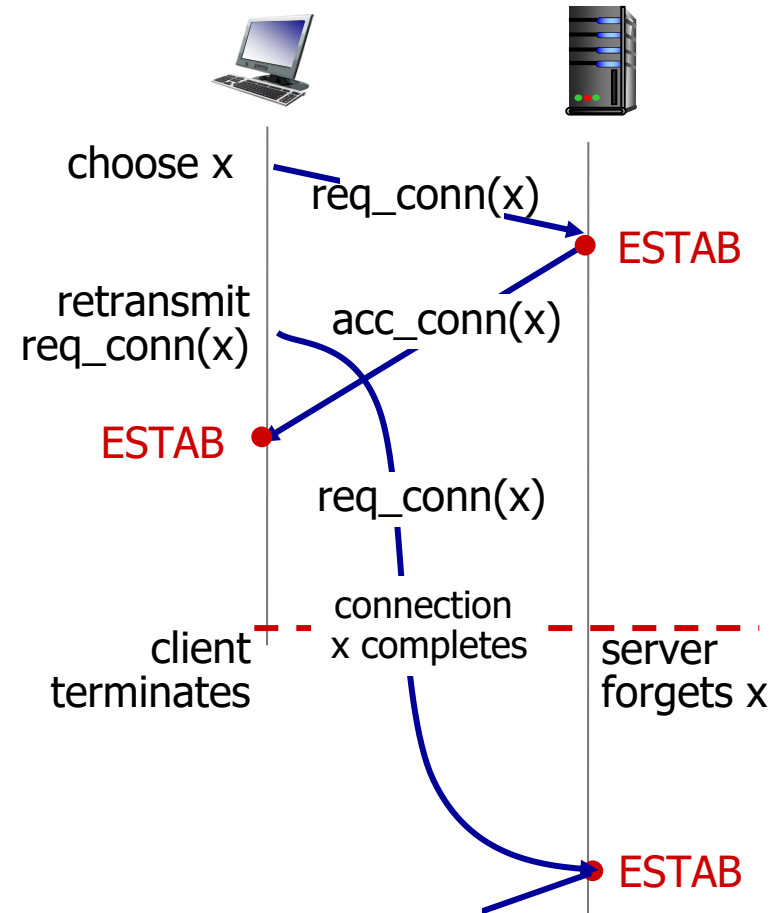 choose x
req_conn(x)
ESTAB
retransmit
req_conn(x)
acc_conn(x)
ESTAB
req_conn(x)
connection
x completes
client
terminates
server
forgets x
ESTAB